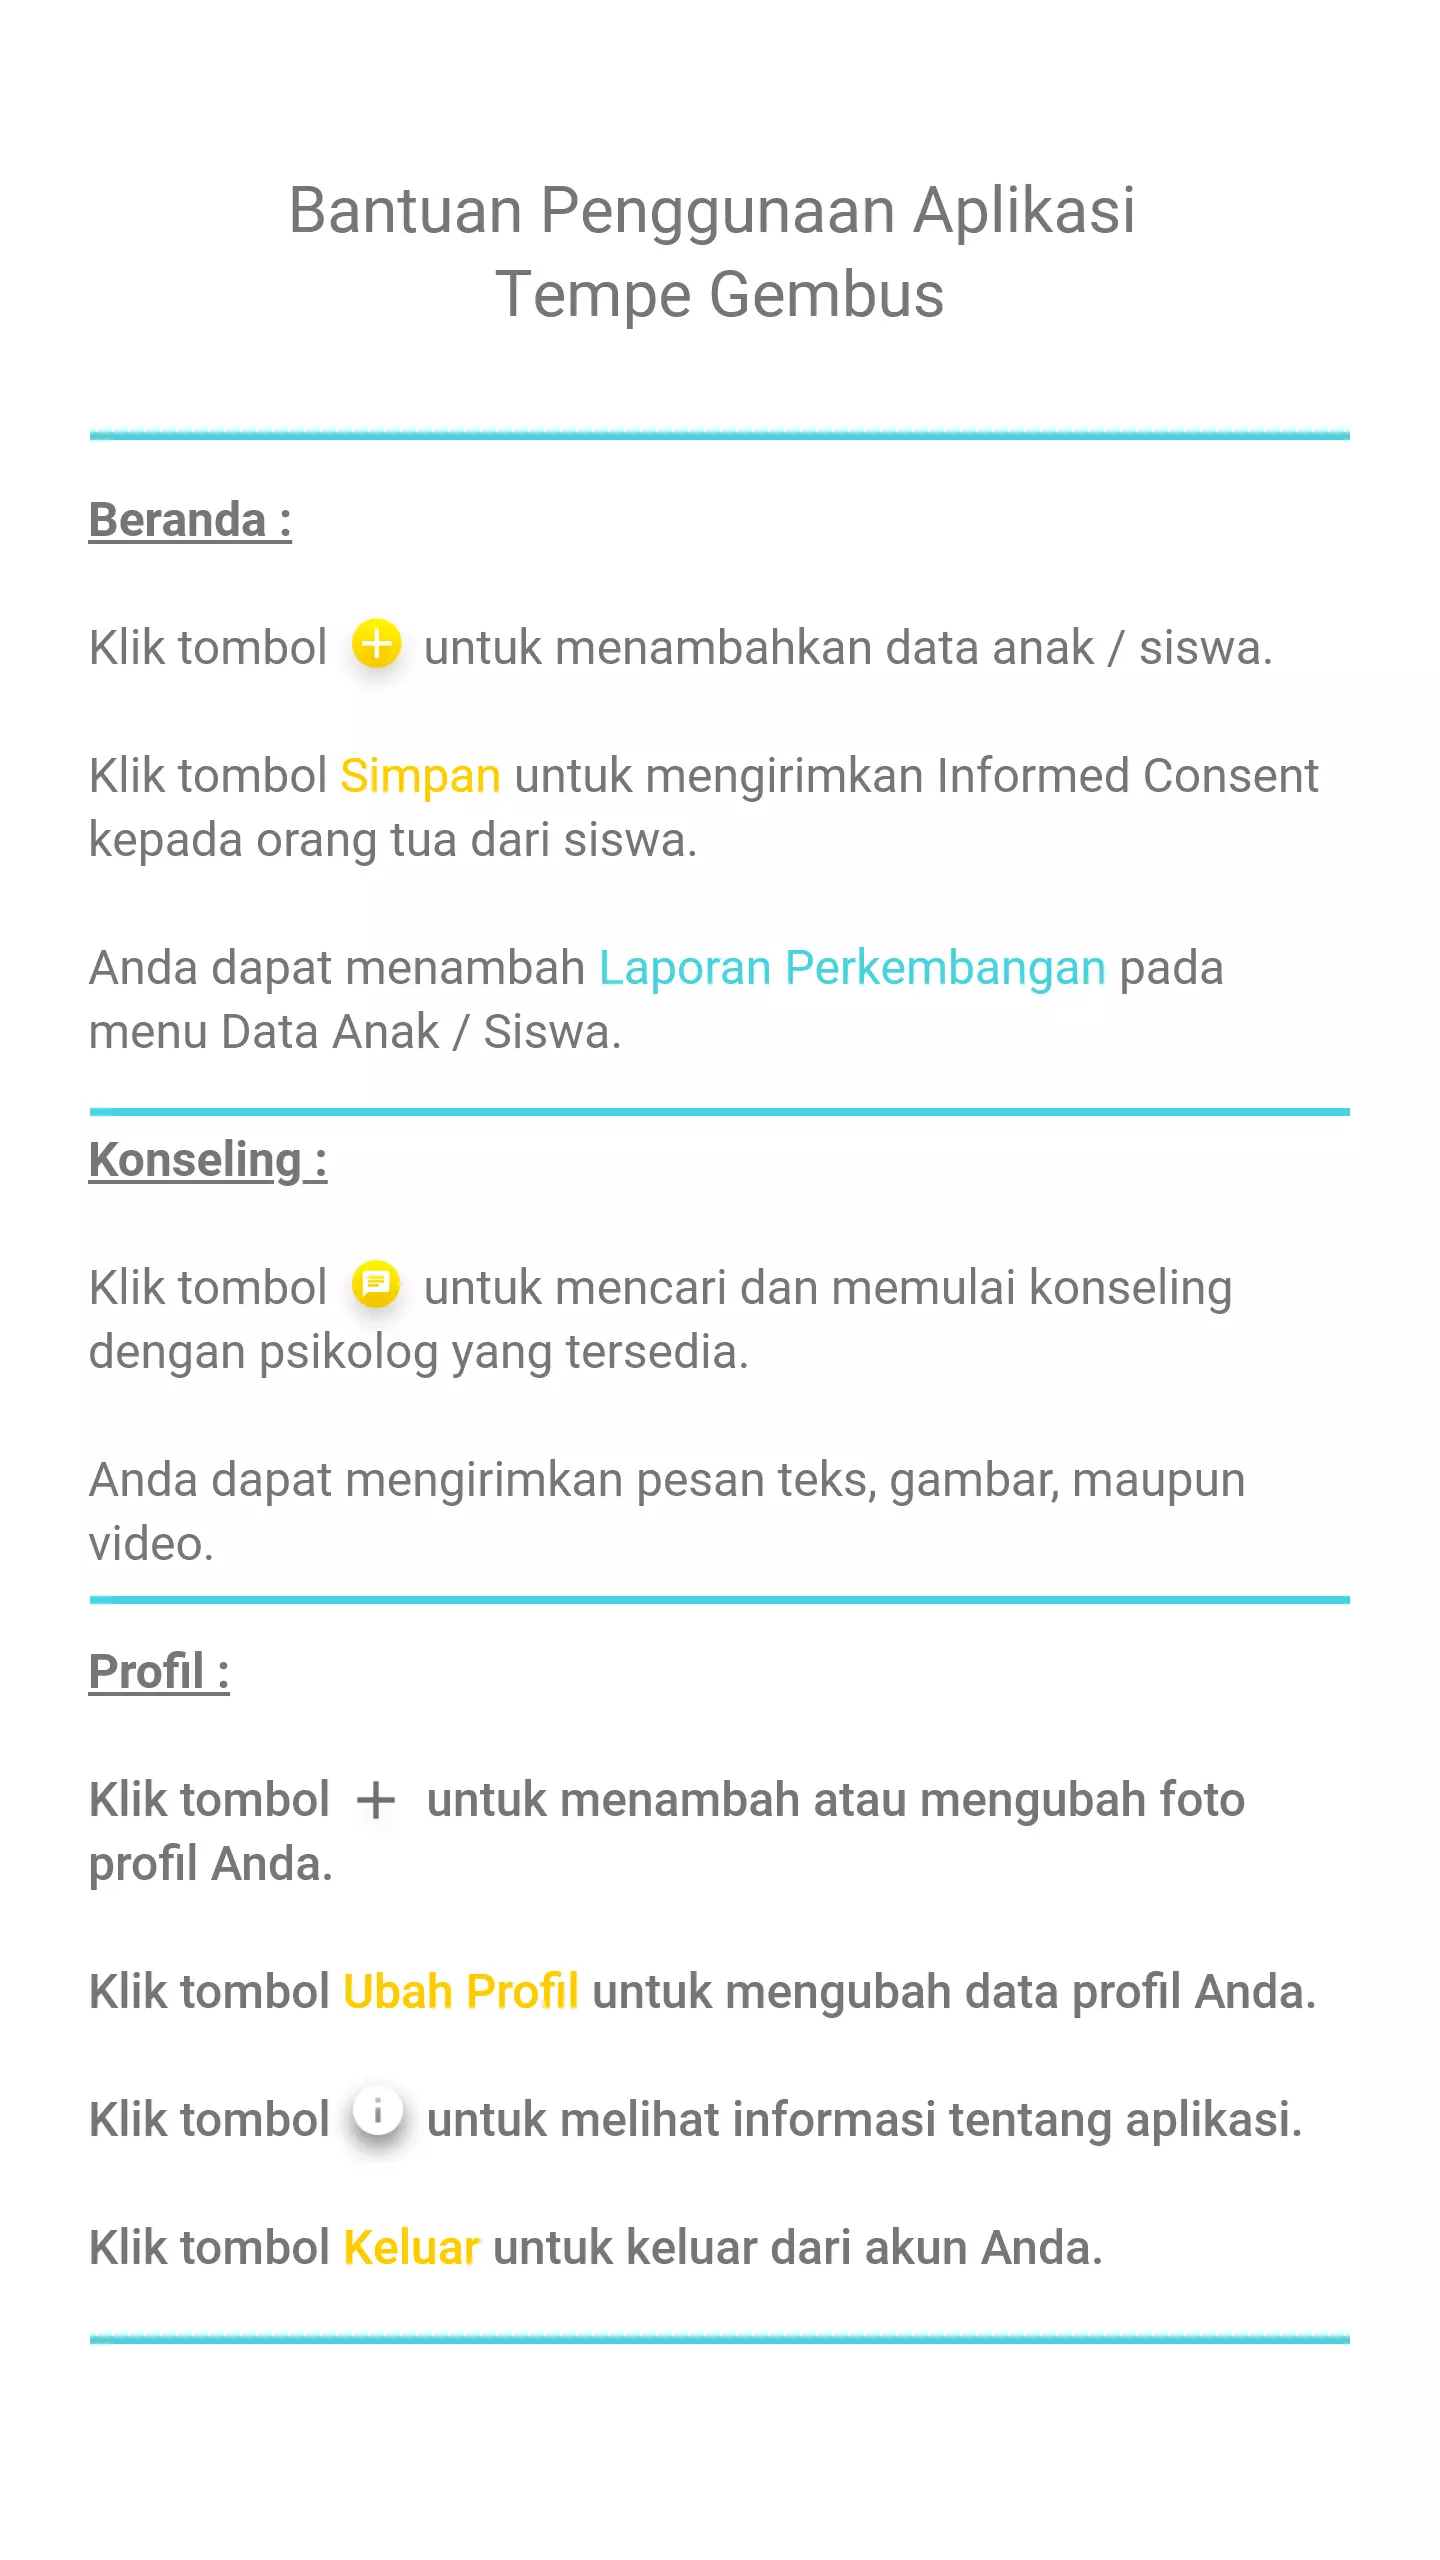 Bantuan Penggunaan Aplikasi
Tempe Gembus
Beranda :
Klik tombol untuk menambahkan data anak / siswa.
Klik tombol Simpan untuk mengirimkan Informed Consent
kepada orang tua dari siswa.
Anda dapat menambah Laporan Perkembangan pada
menu Data Anak / Siswa.
Konseling :
Klik tombol untuk mencari dan memulai konseling
dengan psikolog yang tersedia.
Anda dapat mengirimkan pesan teks, gambar, maupun
video.
Profil :
Klik tombol + untuk menambah atau mengubah foto
profil Anda.
Klik tombol Ubah Profil untuk mengubah data profil Anda.
Klik tombol i untuk melihat informasi tentang aplikasi.
Klik tombol Keluar untuk keluar dari akun Anda.